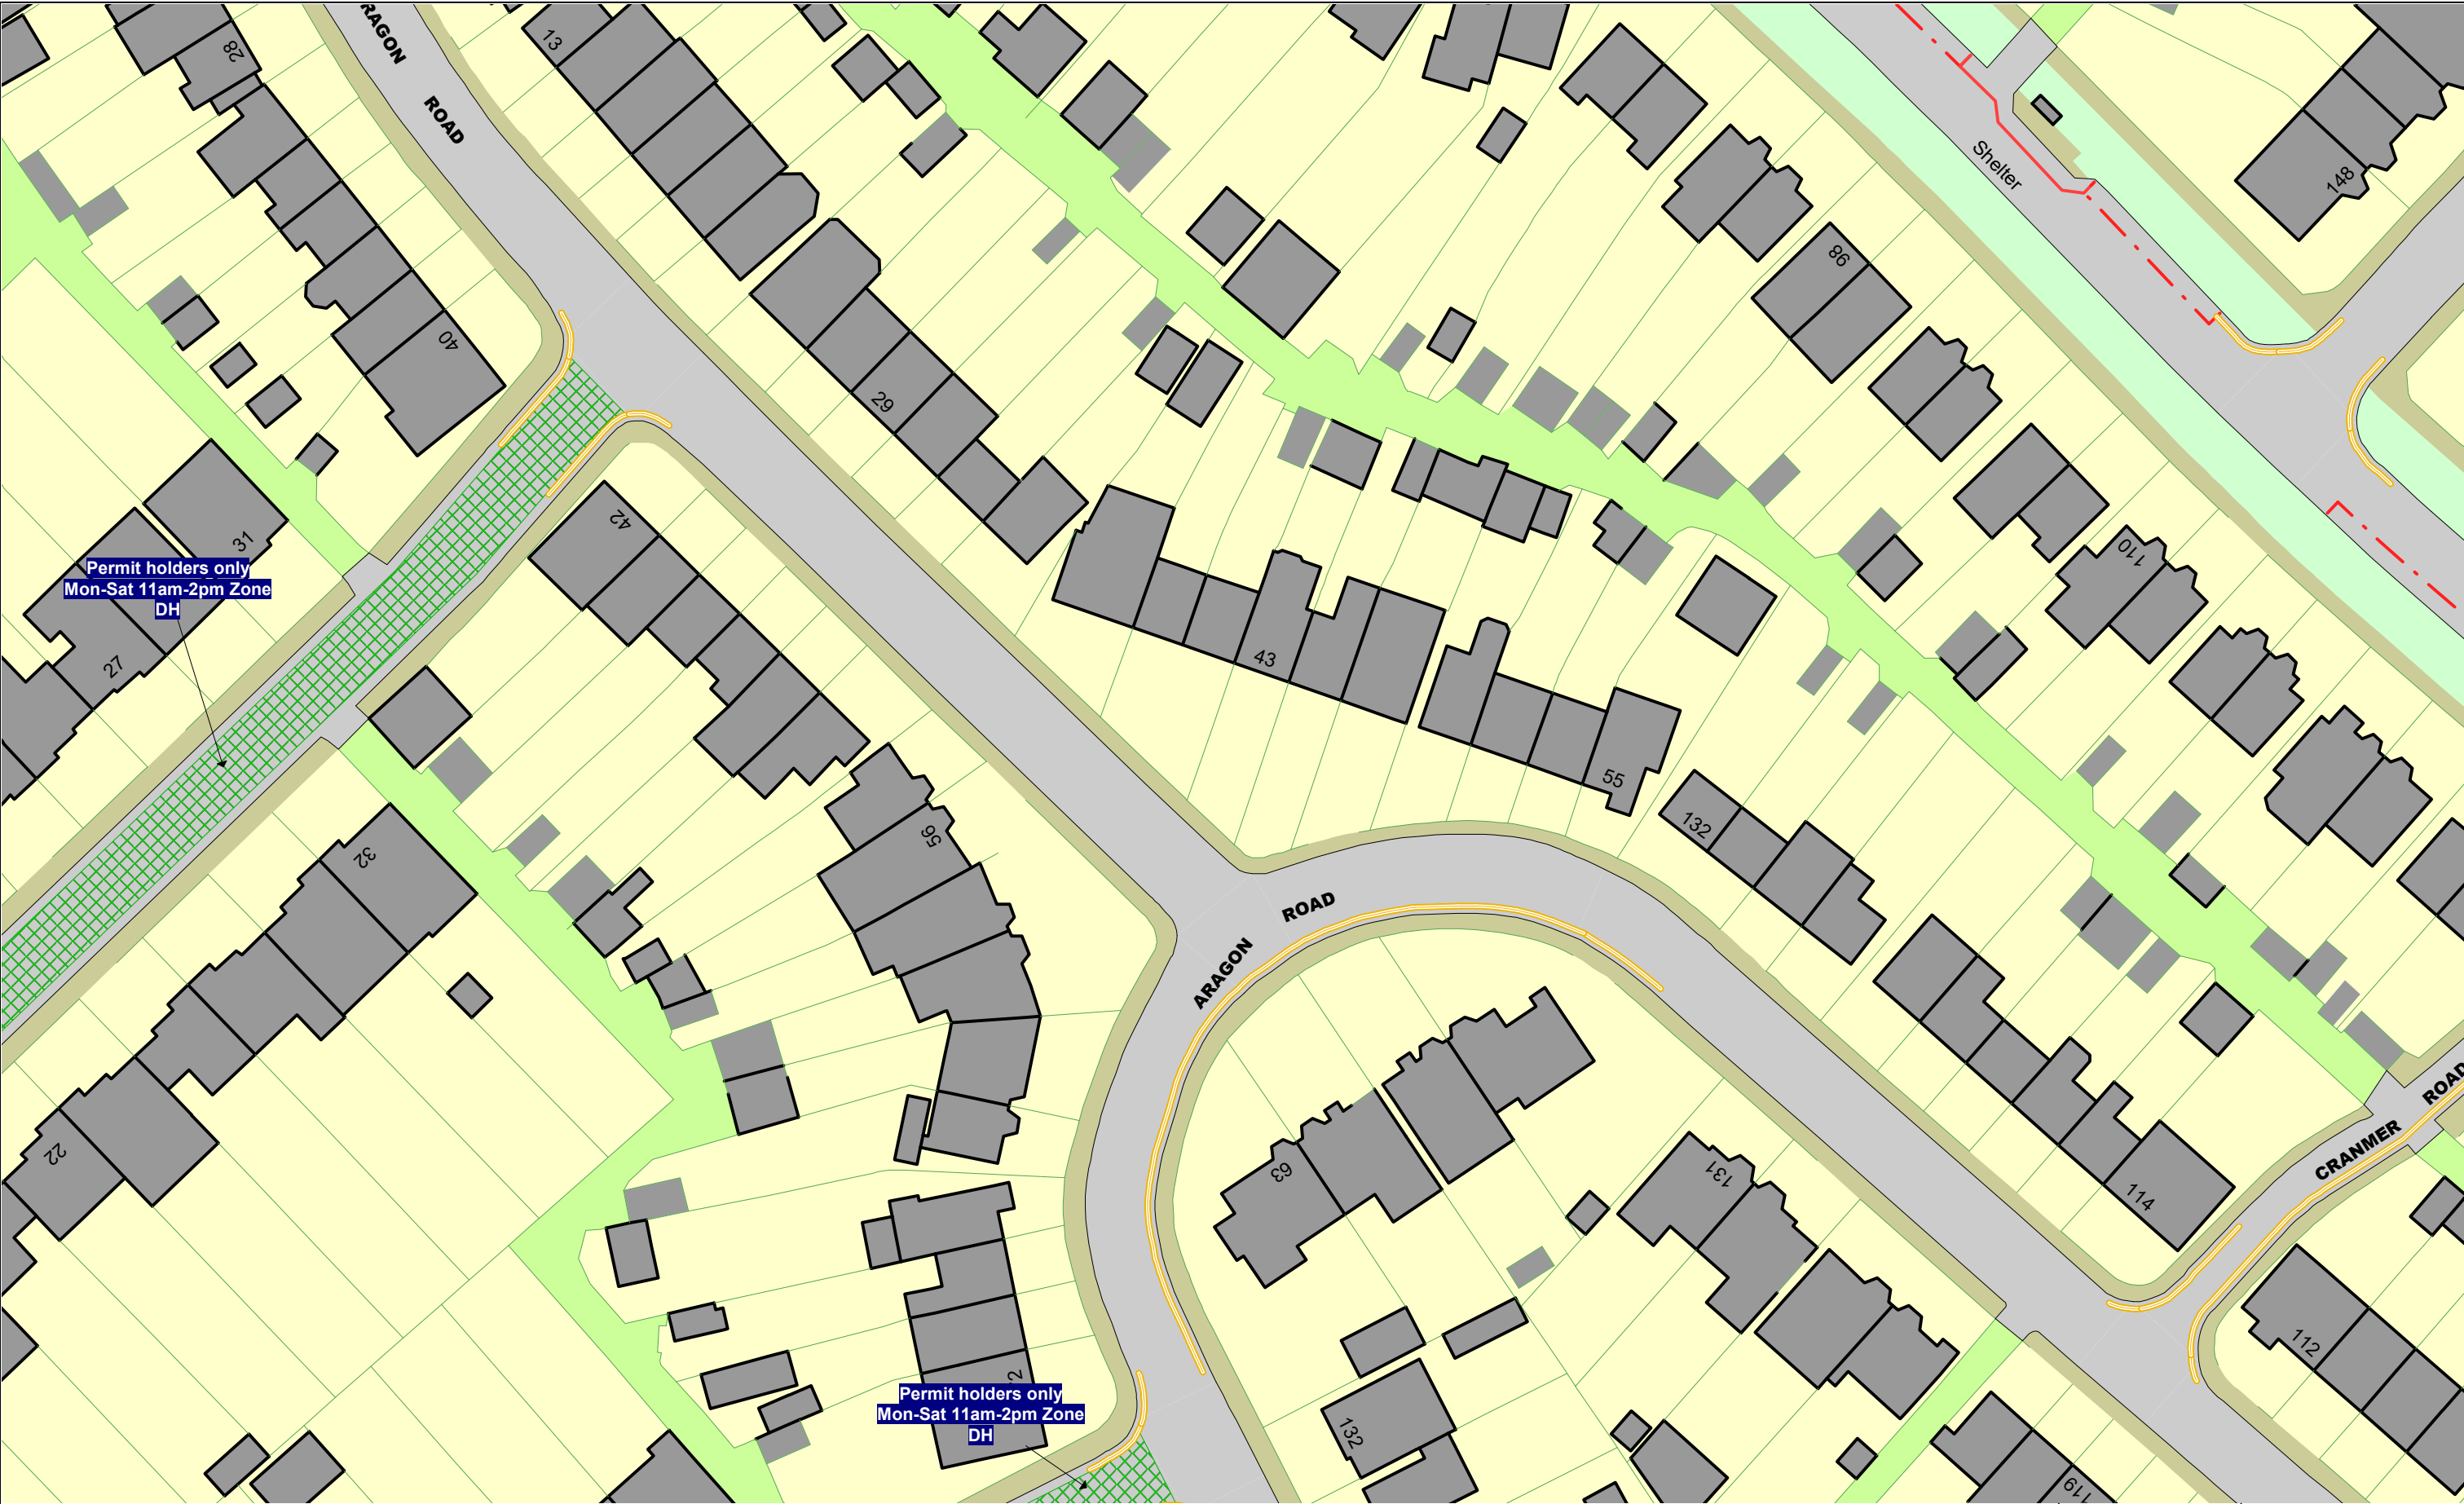 RAGON
ROAD
13
28
Shelter
148
98
40
29
42
31
110
Permit holders only
Mon-Sat 11am-2pm Zone
DH
27
43
55
132
56
32
ROAD
ARAGON
ROAD
CRANMER
22
63
131
114
112
2
Permit holders only
Mon-Sat 11am-2pm Zone
DH
132
119